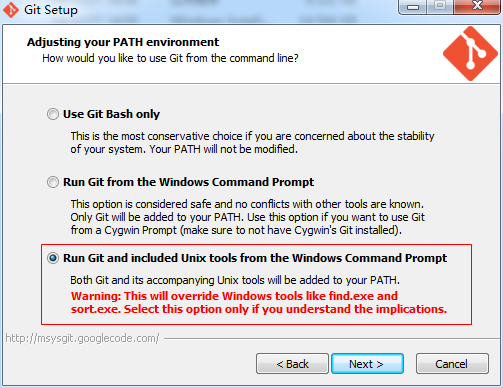 Git Setup
Adjusting your PATH environment
How would you like to use Git from the command line?
Use Git Bash only
This is the most conservative choice if you are concerned about the stability
of your system. Your PATH will not be modified.
Run Git from the Windows Command Prompt
This option is considered safe and no conflicts with other tools are known.
Only Git will be added to your PATH. Use this option if you want to use Git
from a Cygwin Prompt (make sure to not have Cygwin's Git installed).
Run Git and included Unix tools from the Windows Command Prompt
Both Git and its accompanying Unix tools will be added to your PATH.
Warning: This will override Windows tools like find.exe and
sort.exe. Select this option only if you understand the implications.
http://msysgit.googlecode.com/
< Back
Next >
Cancel